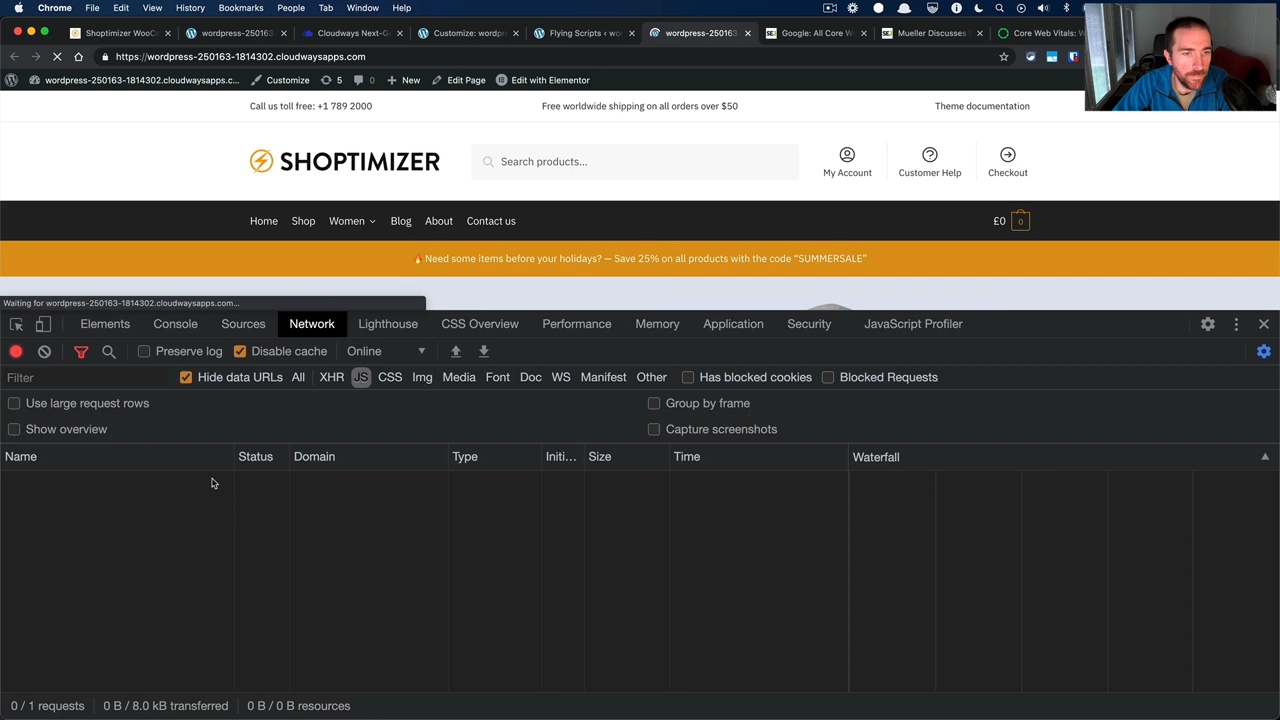 Chrome File Edit View History Bookmarks People Tab Window Help
Shoptimizer WooCo
wordpress-250163
Cloudways Next-G
Customize: wordpr
Flying Scripts ‹ wo
wordpress-250163
Google: All Core W
Mueller Discusses
Core Web Vitals: W
https://wordpress-250163-1814302.cloudwaysapps.com
wordpress-250163-1814302.cloudwaysapps.c... Customize 5 0 New Edit Page Edit with Elementor
Call us toll free: +1 789 2000
Free worldwide shipping on all orders over $50
Theme documentation
SHOPTIMIZER
Search products...
My Account
Customer Help
Checkout
Home Shop Women Blog About Contact us
£0 0
🔥 Need some items before your holidays? — Save 25% on all products with the code “SUMMERSALE”
Waiting for wordpress-250163-1814302.cloudwaysapps.com...
Elements Console Sources Network Lighthouse CSS Overview Performance Memory Application Security JavaScript Profiler
Preserve log Disable cache Online
Filter Hide data URLs All XHR JS CSS Img Media Font Doc WS Manifest Other Has blocked cookies Blocked Requests
Use large request rows Group by frame
Show overview Capture screenshots
Name Status Domain Type Initi... Size Time Waterfall
0 / 1 requests 0 B / 8.0 kB transferred 0 B / 0 B resources